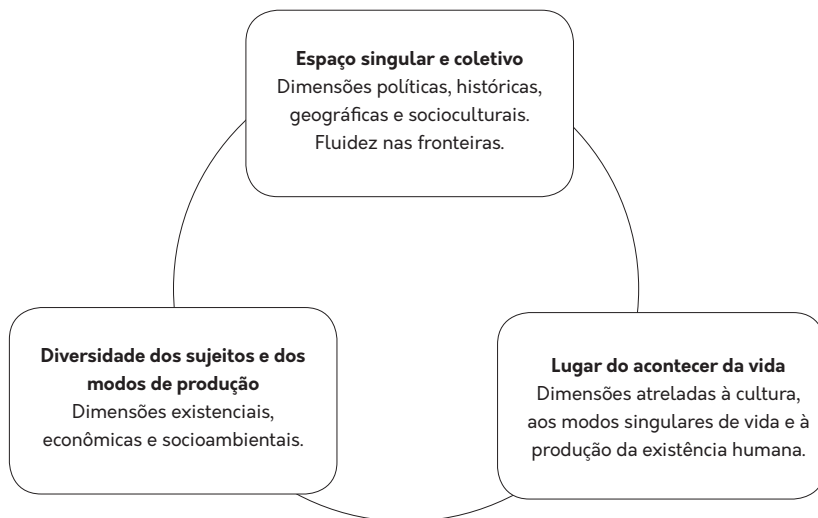 Espaço singular e coletivo
Dimensões políticas, históricas,
geográficas e socioculturais.
Fluidez nas fronteiras.
Diversidade dos sujeitos e dos
modos de produção
Dimensões existenciais,
econômicas e socioambientais.
Lugar do acontecer da vida
Dimensões atreladas à cultura,
aos modos singulares de vida e à
produção da existência humana.